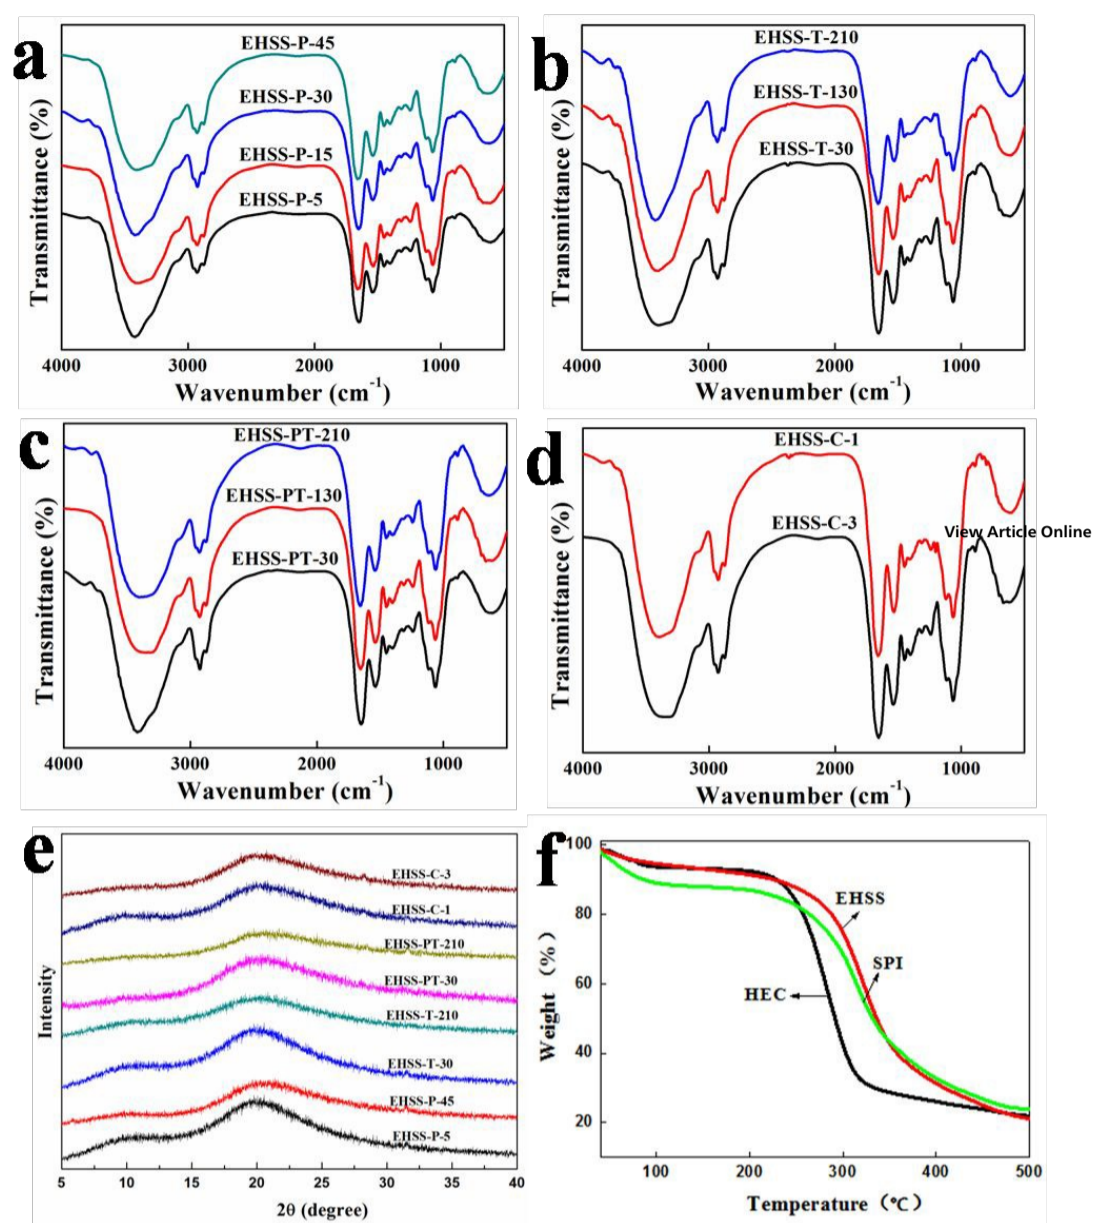 a
EHSS-P-45
EHSS-P-30
EHSS-P-15
EHSS-P-5
Transmittance (%)
4000 3000 2000 1000
Wavenumber (cm-1)
b
EHSS-T-210
EHSS-T-130
EHSS-T-30
Transmittance (%)
4000 3000 2000 1000
Wavenumber (cm-1)
c
EHSS-PT-210
EHSS-PT-130
EHSS-PT-30
Transmittance (%)
4000 3000 2000 1000
Wavenumber (cm-1)
d
EHSS-C-1
EHSS-C-3
View Article Online
Transmittance (%)
4000 3000 2000 1000
Wavenumber (cm-1)
e
EHSS-C-3
EHSS-C-1
EHSS-PT-210
EHSS-PT-30
EHSS-T-210
EHSS-T-30
EHSS-P-45
EHSS-P-5
Intensity
5 10 15 20 25 30 35 40
2θ (degree)
f
100
80
60
40
20
EHSS
SPI
HEC
Weight (%)
100 200 300 400 500
Temperature (℃)